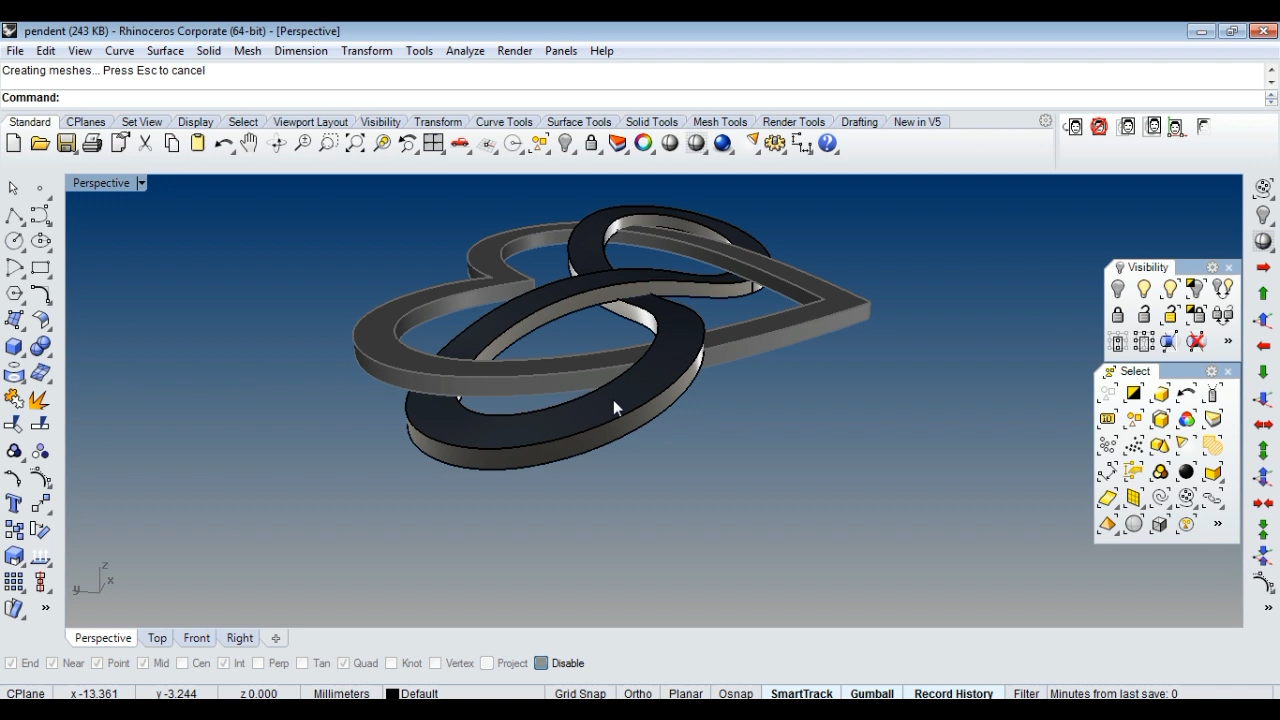 pendent (243 KB) - Rhinoceros Corporate (64-bit) - [Perspective]
File Edit View Curve Surface Solid Mesh Dimension Transform Tools Analyze Render Panels Help
Creating meshes... Press Esc to cancel
Command:
Standard CPlanes Set View Display Select Viewport Layout Visibility Transform Curve Tools Surface Tools Solid Tools Mesh Tools Render Tools Drafting New in V5
Perspective
Visibility
Select
z
y x
Perspective Top Front Right
End Near Point Mid Cen Int Perp Tan Quad Knot Vertex Project Disable
CPlane x -13.361 y -3.244 z 0.000 Millimeters Default Grid Snap Ortho Planar Osnap SmartTrack Gumball Record History Filter Minutes from last save: 0